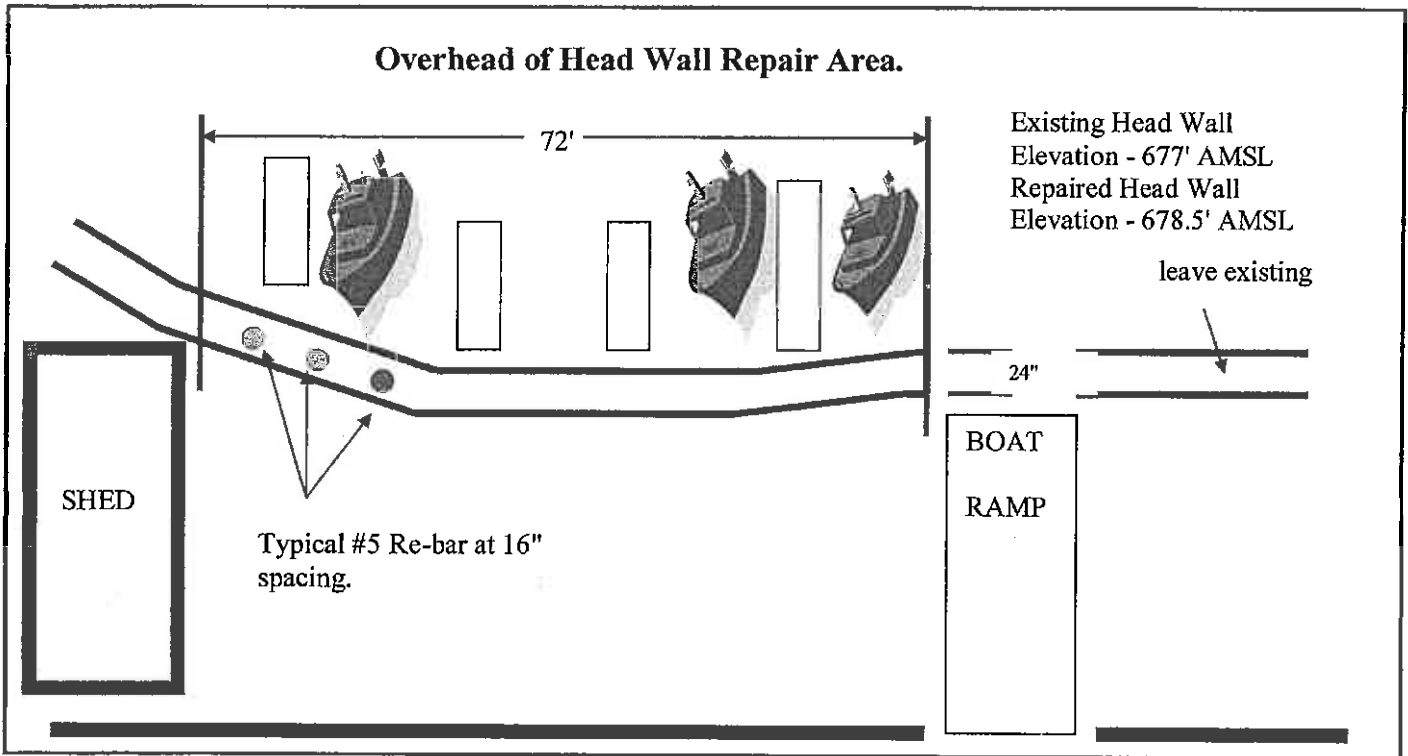 Overhead of Head Wall Repair Area.
72'
Existing Head Wall
Elevation - 677' AMSL
Repaired Head Wall
Elevation - 678.5' AMSL
leave existing
24"
BOAT
RAMP
SHED
Typical #5 Re-bar at 16"
spacing.